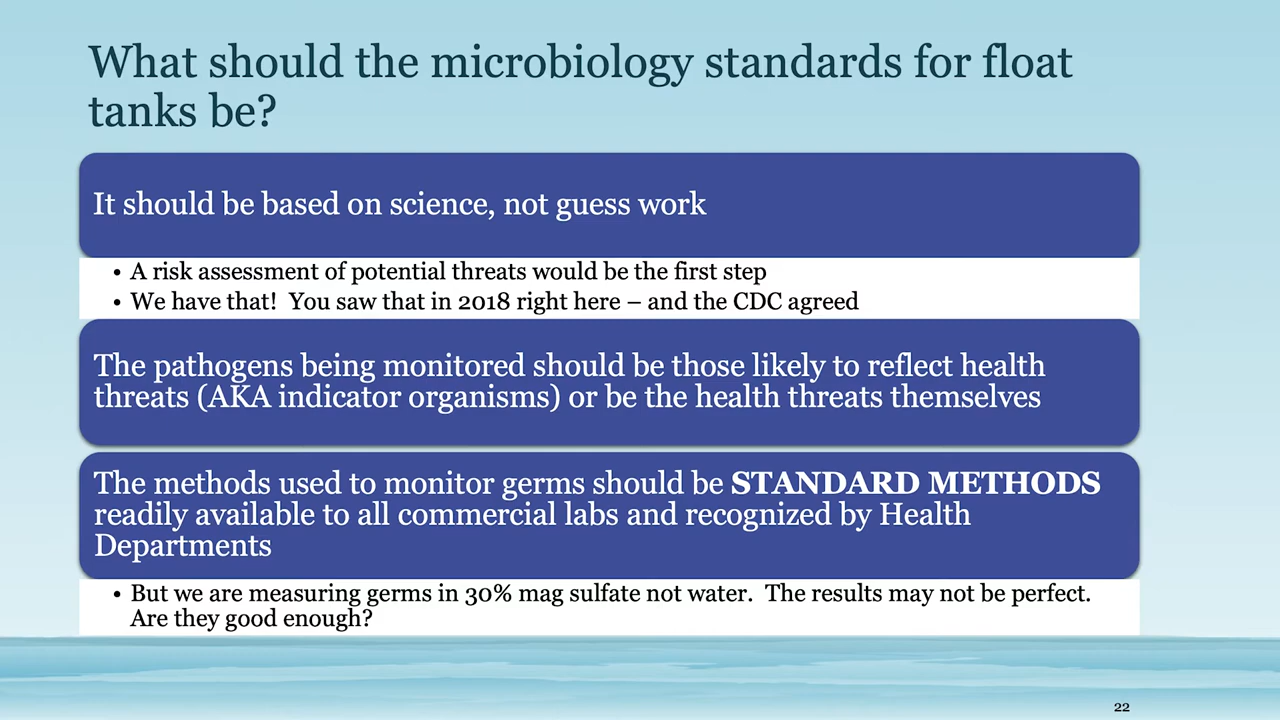 What should the microbiology standards for float
tanks be?
It should be based on science, not guess work
• A risk assessment of potential threats would be the first step
• We have that!  You saw that in 2018 right here – and the CDC agreed
The pathogens being monitored should be those likely to reflect health
threats (AKA indicator organisms) or be the health threats themselves
The methods used to monitor germs should be STANDARD METHODS
readily available to all commercial labs and recognized by Health
Departments
• But we are measuring germs in 30% mag sulfate not water.  The results may not be perfect.
Are they good enough?
22